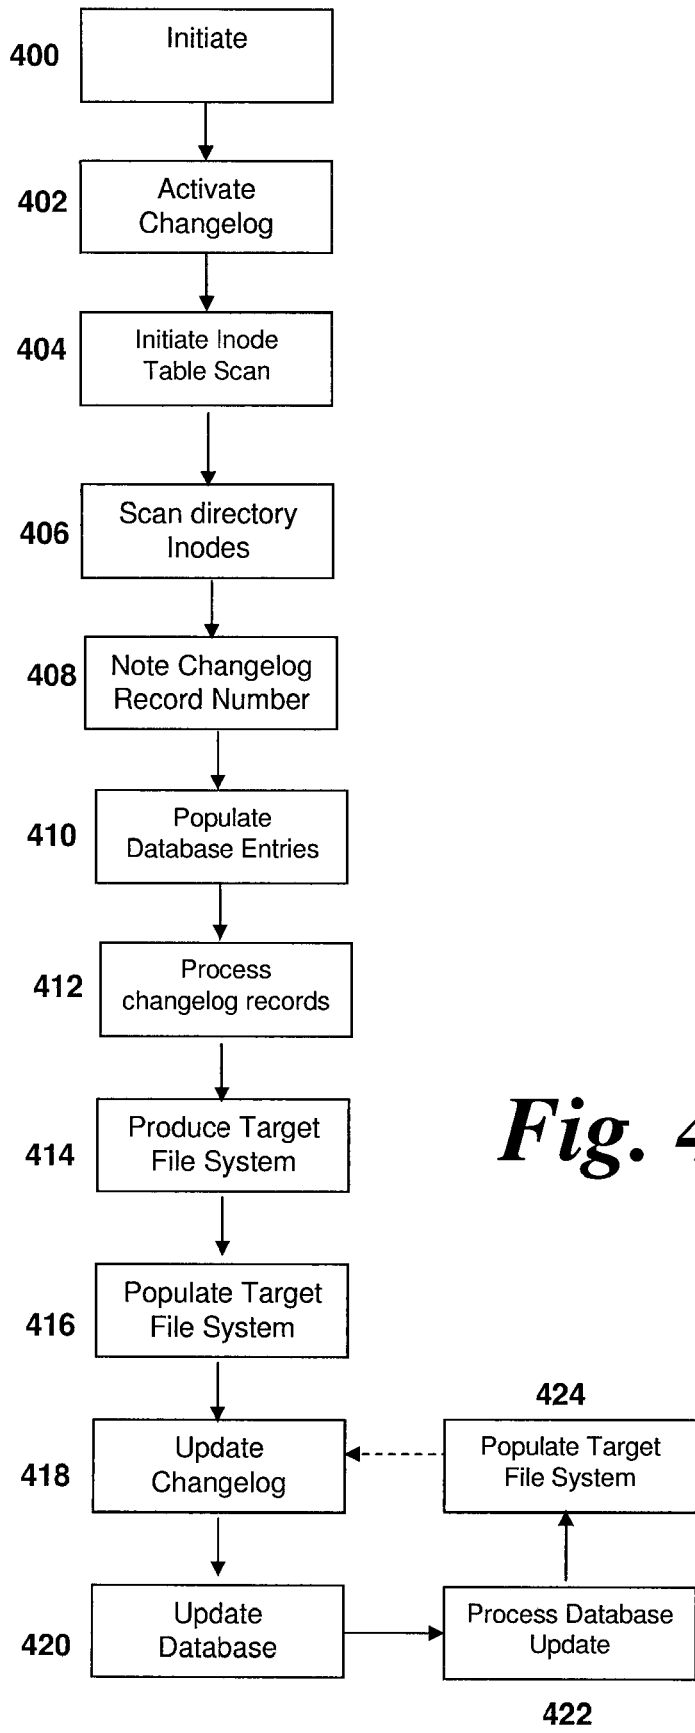 400
Initiate
402
Activate
Changelog
404
Initiate Inode
Table Scan
406
Scan directory
Inodes
408
Note Changelog
Record Number
410
Populate
Database Entries
412
Process
changelog records
414
Produce Target
File System
Fig. 4
416
Populate Target
File System
418
Update
Changelog
424
Populate Target
File System
420
Update
Database
Process Database
Update
422